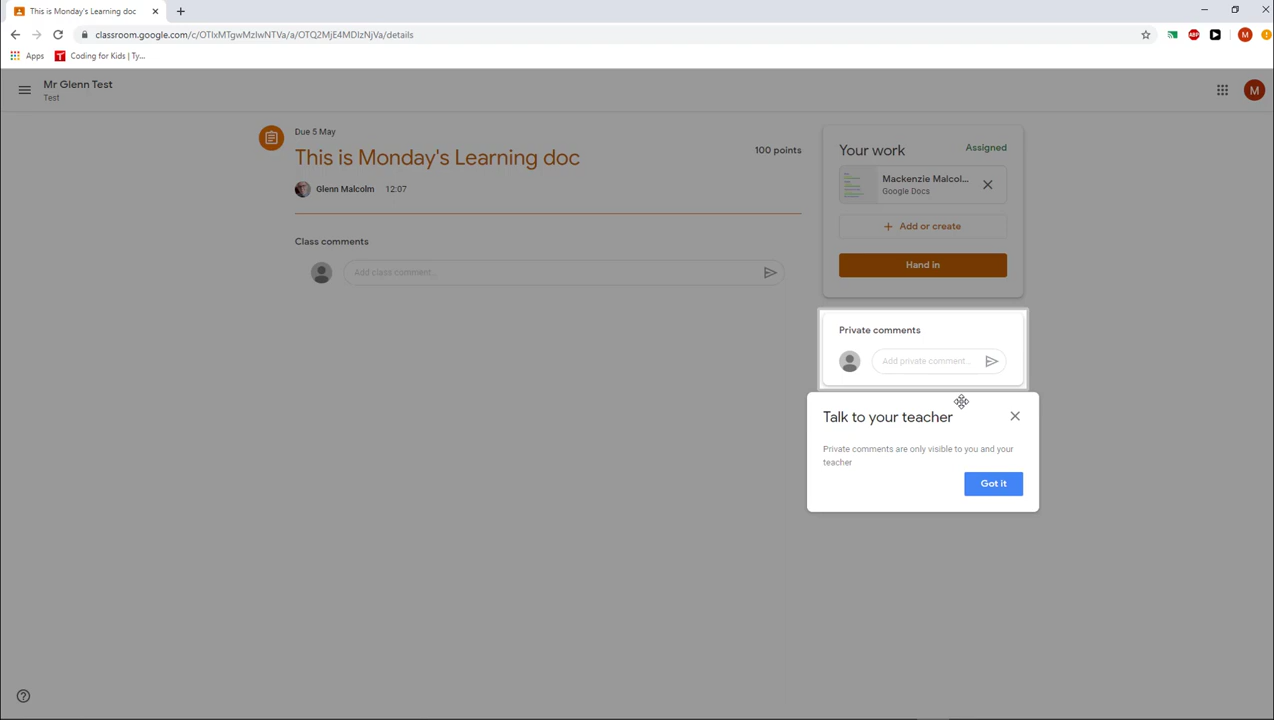 This is Monday's Learning doc
classroom.google.com/c/OTIxMTgwMzIwNTVa/a/OTQ2MjE4MDIzNjVa/details
ABP
M
Apps
T
Coding for Kids | Ty...
Mr Glenn Test
Test
M
Due 5 May
This is Monday's Learning doc
100 points
Glenn Malcolm 12:07
Class comments
Add class comment...
Your work
Assigned
Mackenzie Malcol...
Google Docs
+ Add or create
Hand in
Private comments
Add private comment...
Talk to your teacher
Private comments are only visible to you and your
teacher
Got it